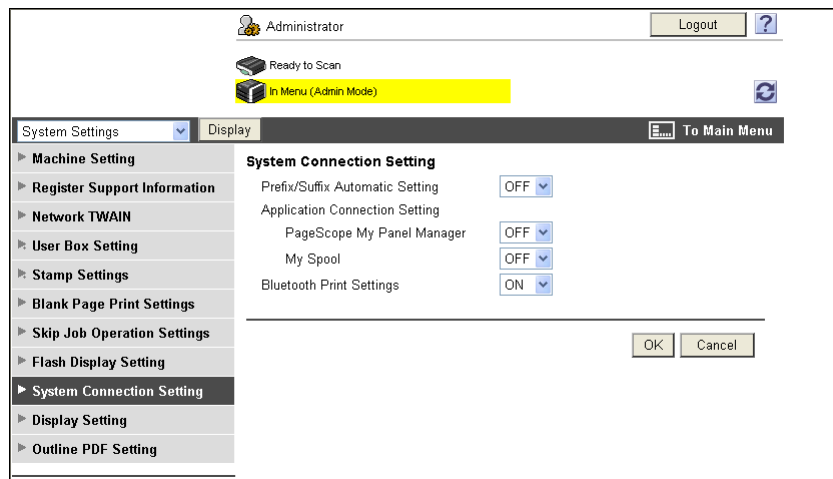 Administrator
Logout
?
Ready to Scan
In Menu (Admin Mode)
System Settings
Display
To Main Menu
Machine Setting
Register Support Information
Network TWAIN
User Box Setting
Stamp Settings
Blank Page Print Settings
Skip Job Operation Settings
Flash Display Setting
System Connection Setting
Display Setting
Outline PDF Setting
System Connection Setting
Prefix/Suffix Automatic Setting OFF
Application Connection Setting
PageScope My Panel Manager OFF
My Spool OFF
Bluetooth Print Settings ON
OK Cancel